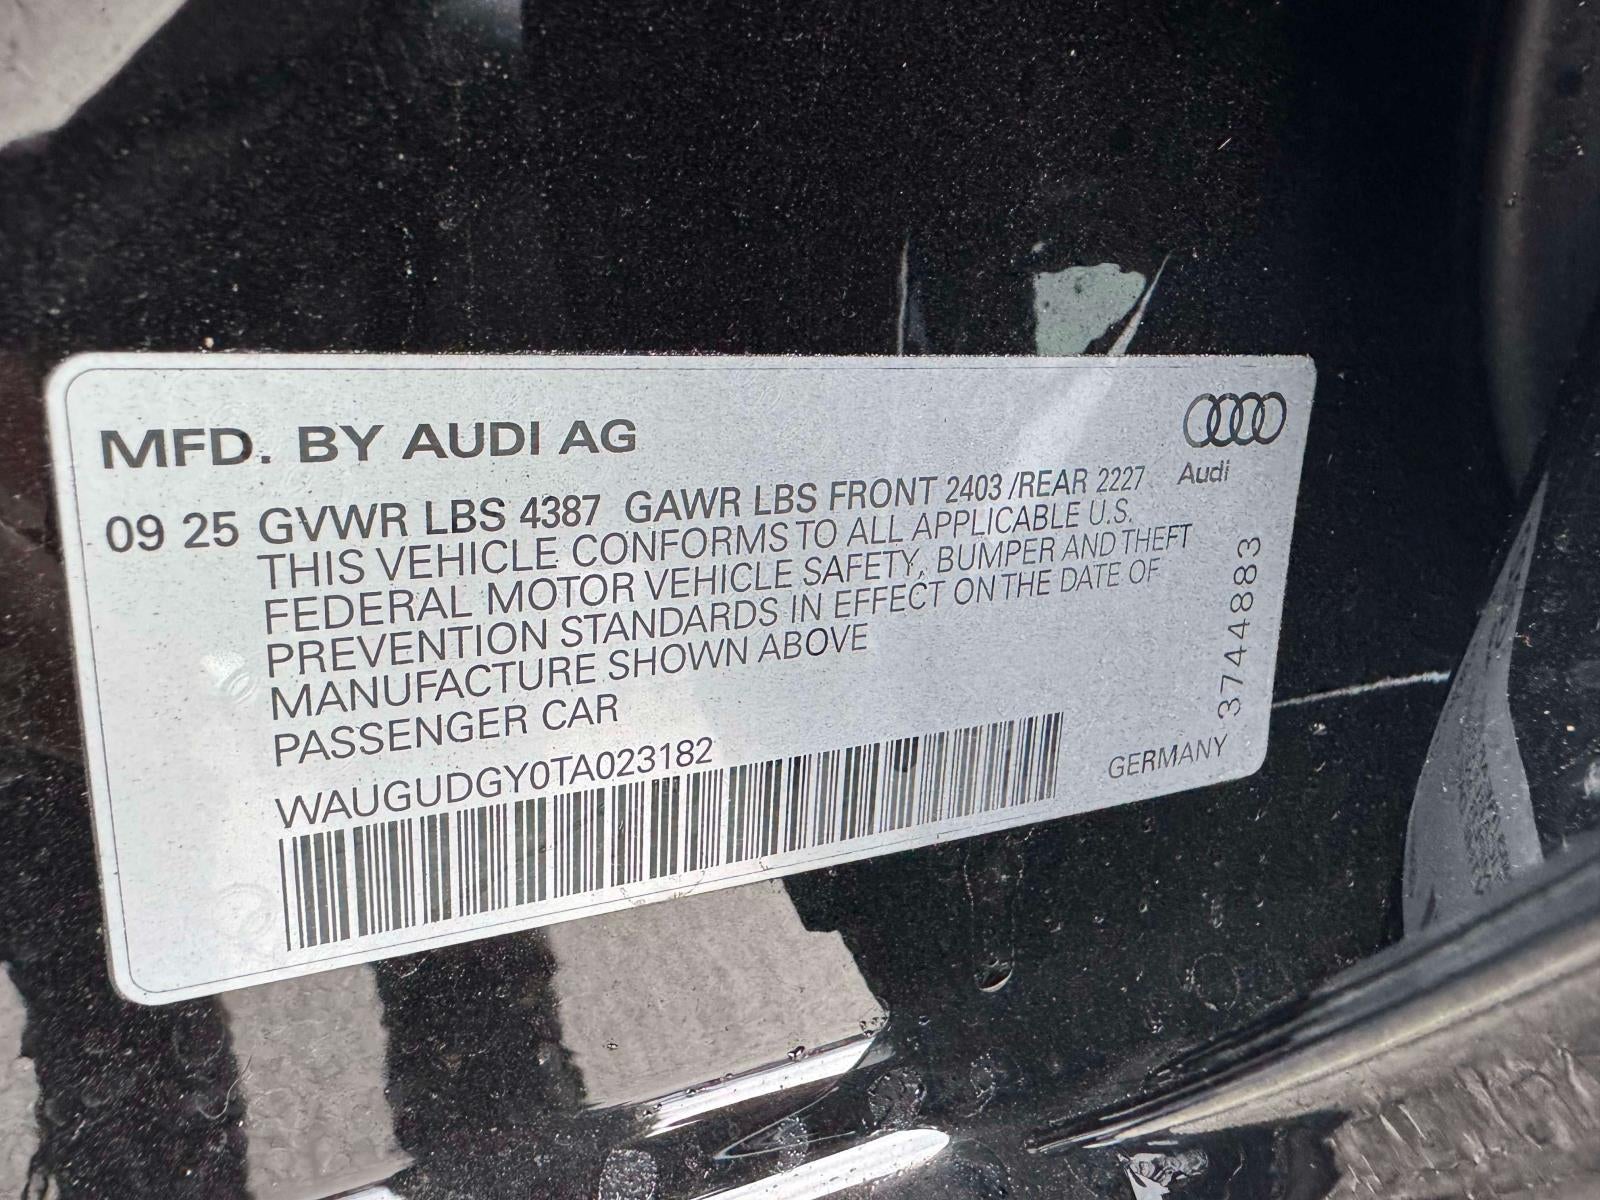 MFD. BY AUDI AG
Audi
09 25 GVWR LBS 4387 GAWR LBS FRONT 2403 /REAR 2227
THIS VEHICLE CONFORMS TO ALL APPLICABLE U.S.
FEDERAL MOTOR VEHICLE SAFETY, BUMPER AND THEFT
PREVENTION STANDARDS IN EFFECT ON THE DATE OF
MANUFACTURE SHOWN ABOVE
PASSENGER CAR
WAUGUDGY0TA023182
GERMANY
3744883